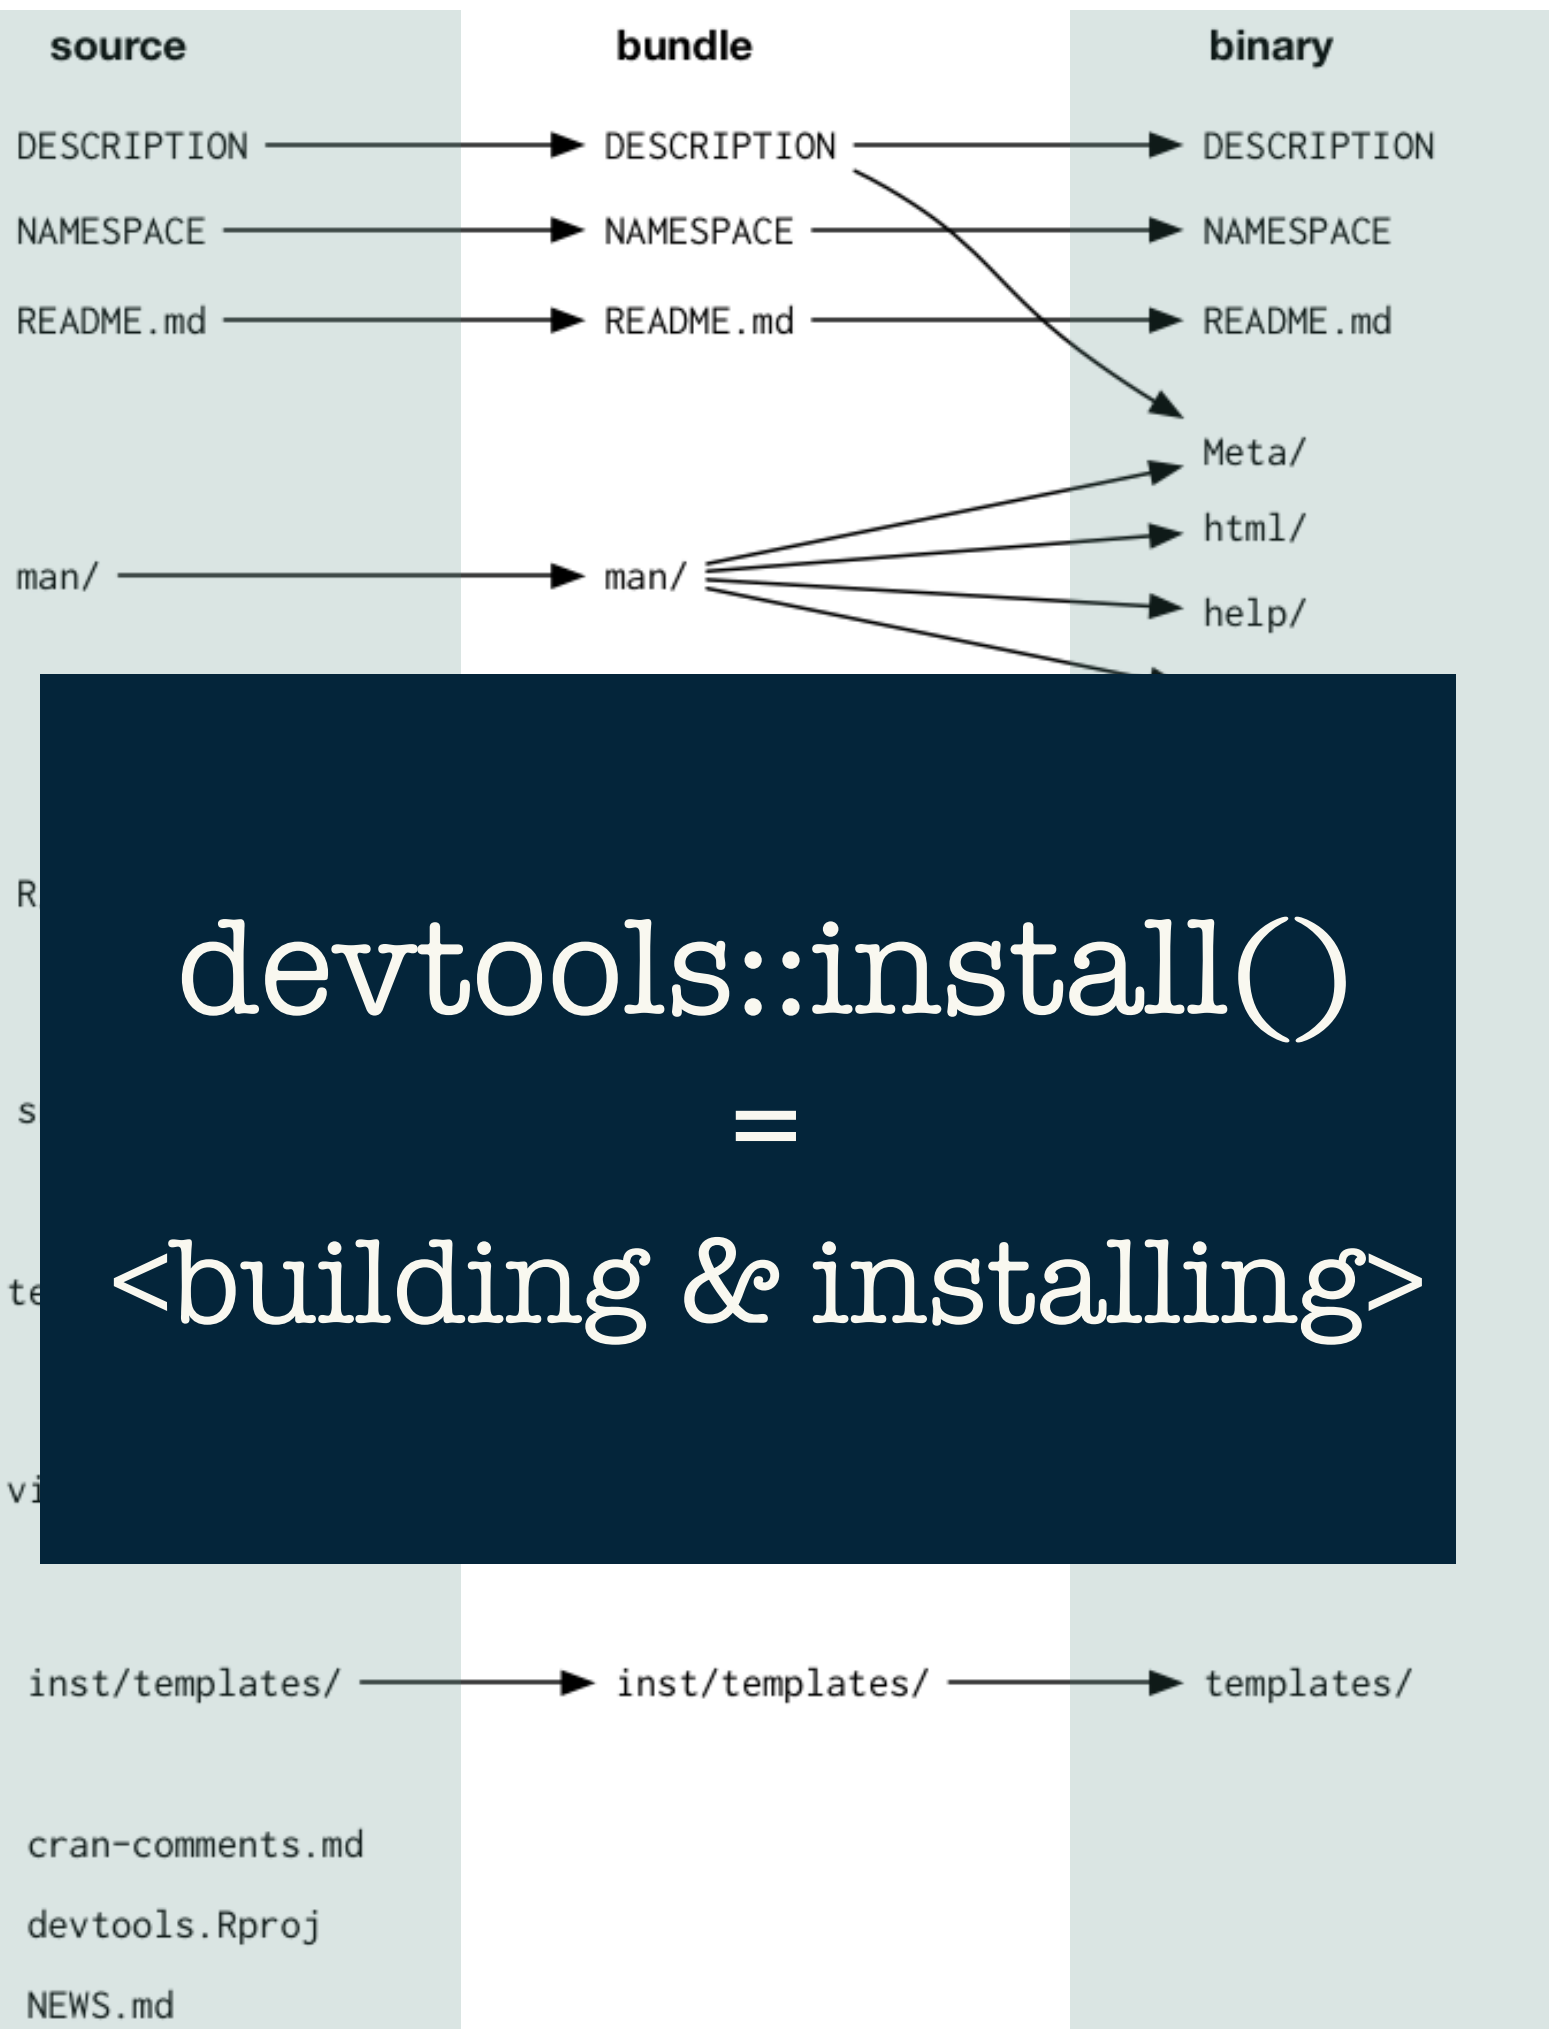 source bundle binary
DESCRIPTION DESCRIPTION DESCRIPTION
NAMESPACE NAMESPACE NAMESPACE
README.md README.md README.md
Meta/
html/
man/ man/
help/
devtools::install()
=
<building & installing>
inst/templates/ inst/templates/ templates/
cran-comments.md
devtools.Rproj
NEWS.md